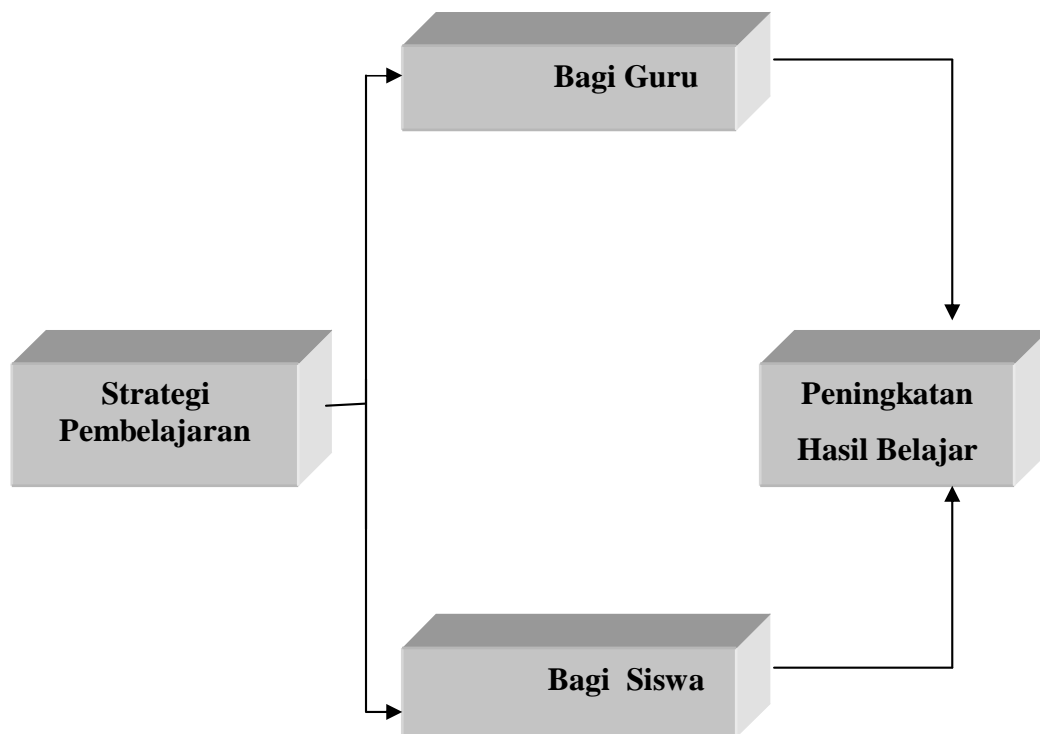 Bagi Guru
Strategi
Pembelajaran
Peningkatan
Hasil Belajar
Bagi Siswa